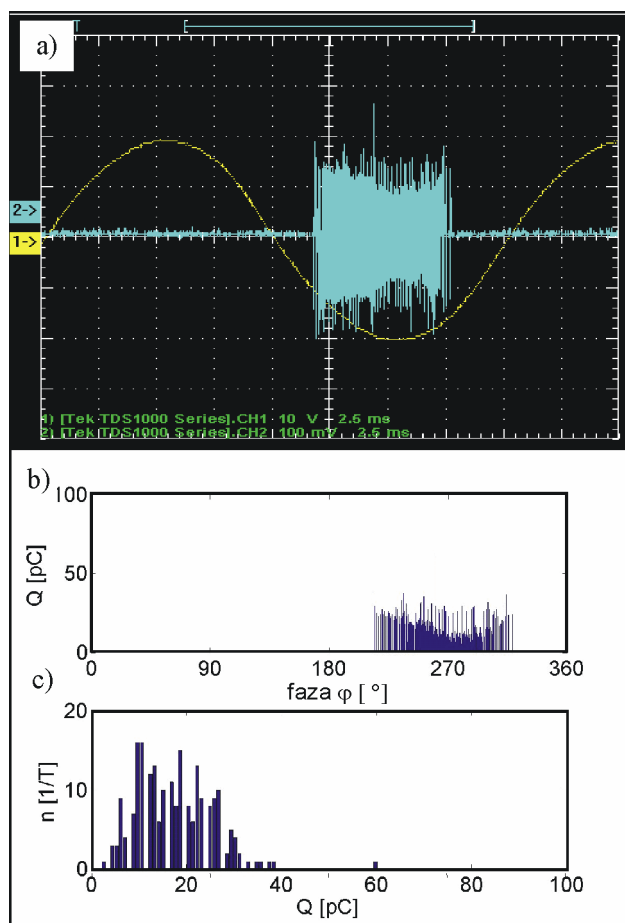 a)
T
2->
1->
1) [Tek TDS1000 Series].CH1 10 V 2.5 ms
2) [Tek TDS1000 Series].CH2 100 mV 2.5 ms
b)
100
Q [pC]
50
0
0 90 180 270 360
faza φ [ °]
c)
20
n [1/T]
10
0
0 20 40 60 80 100
Q [pC]